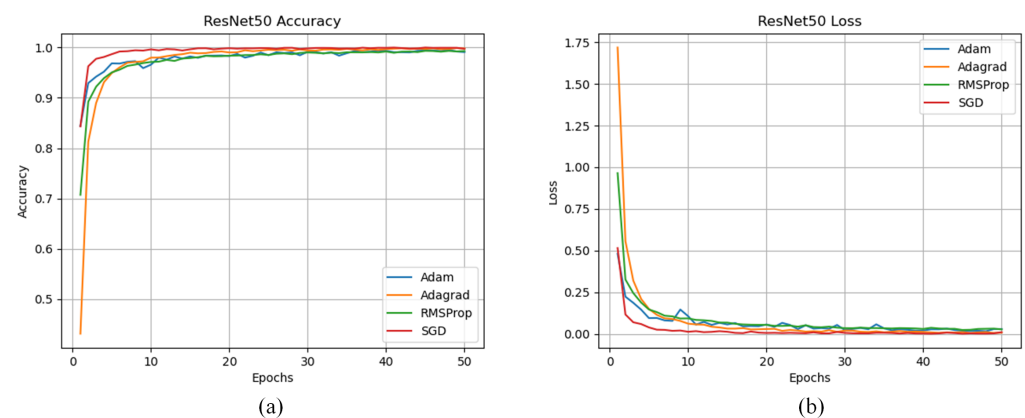 ResNet50 Accuracy
1.0
0.9
0.8
0.7
0.6
0.5
Accuracy
0
10
20
30
40
50
Epochs
Adam
Adagrad
RMSProp
SGD
(a)
ResNet50 Loss
1.75
1.50
1.25
1.00
0.75
0.50
0.25
0.00
Loss
0
10
20
30
40
50
Epochs
Adam
Adagrad
RMSProp
SGD
(b)